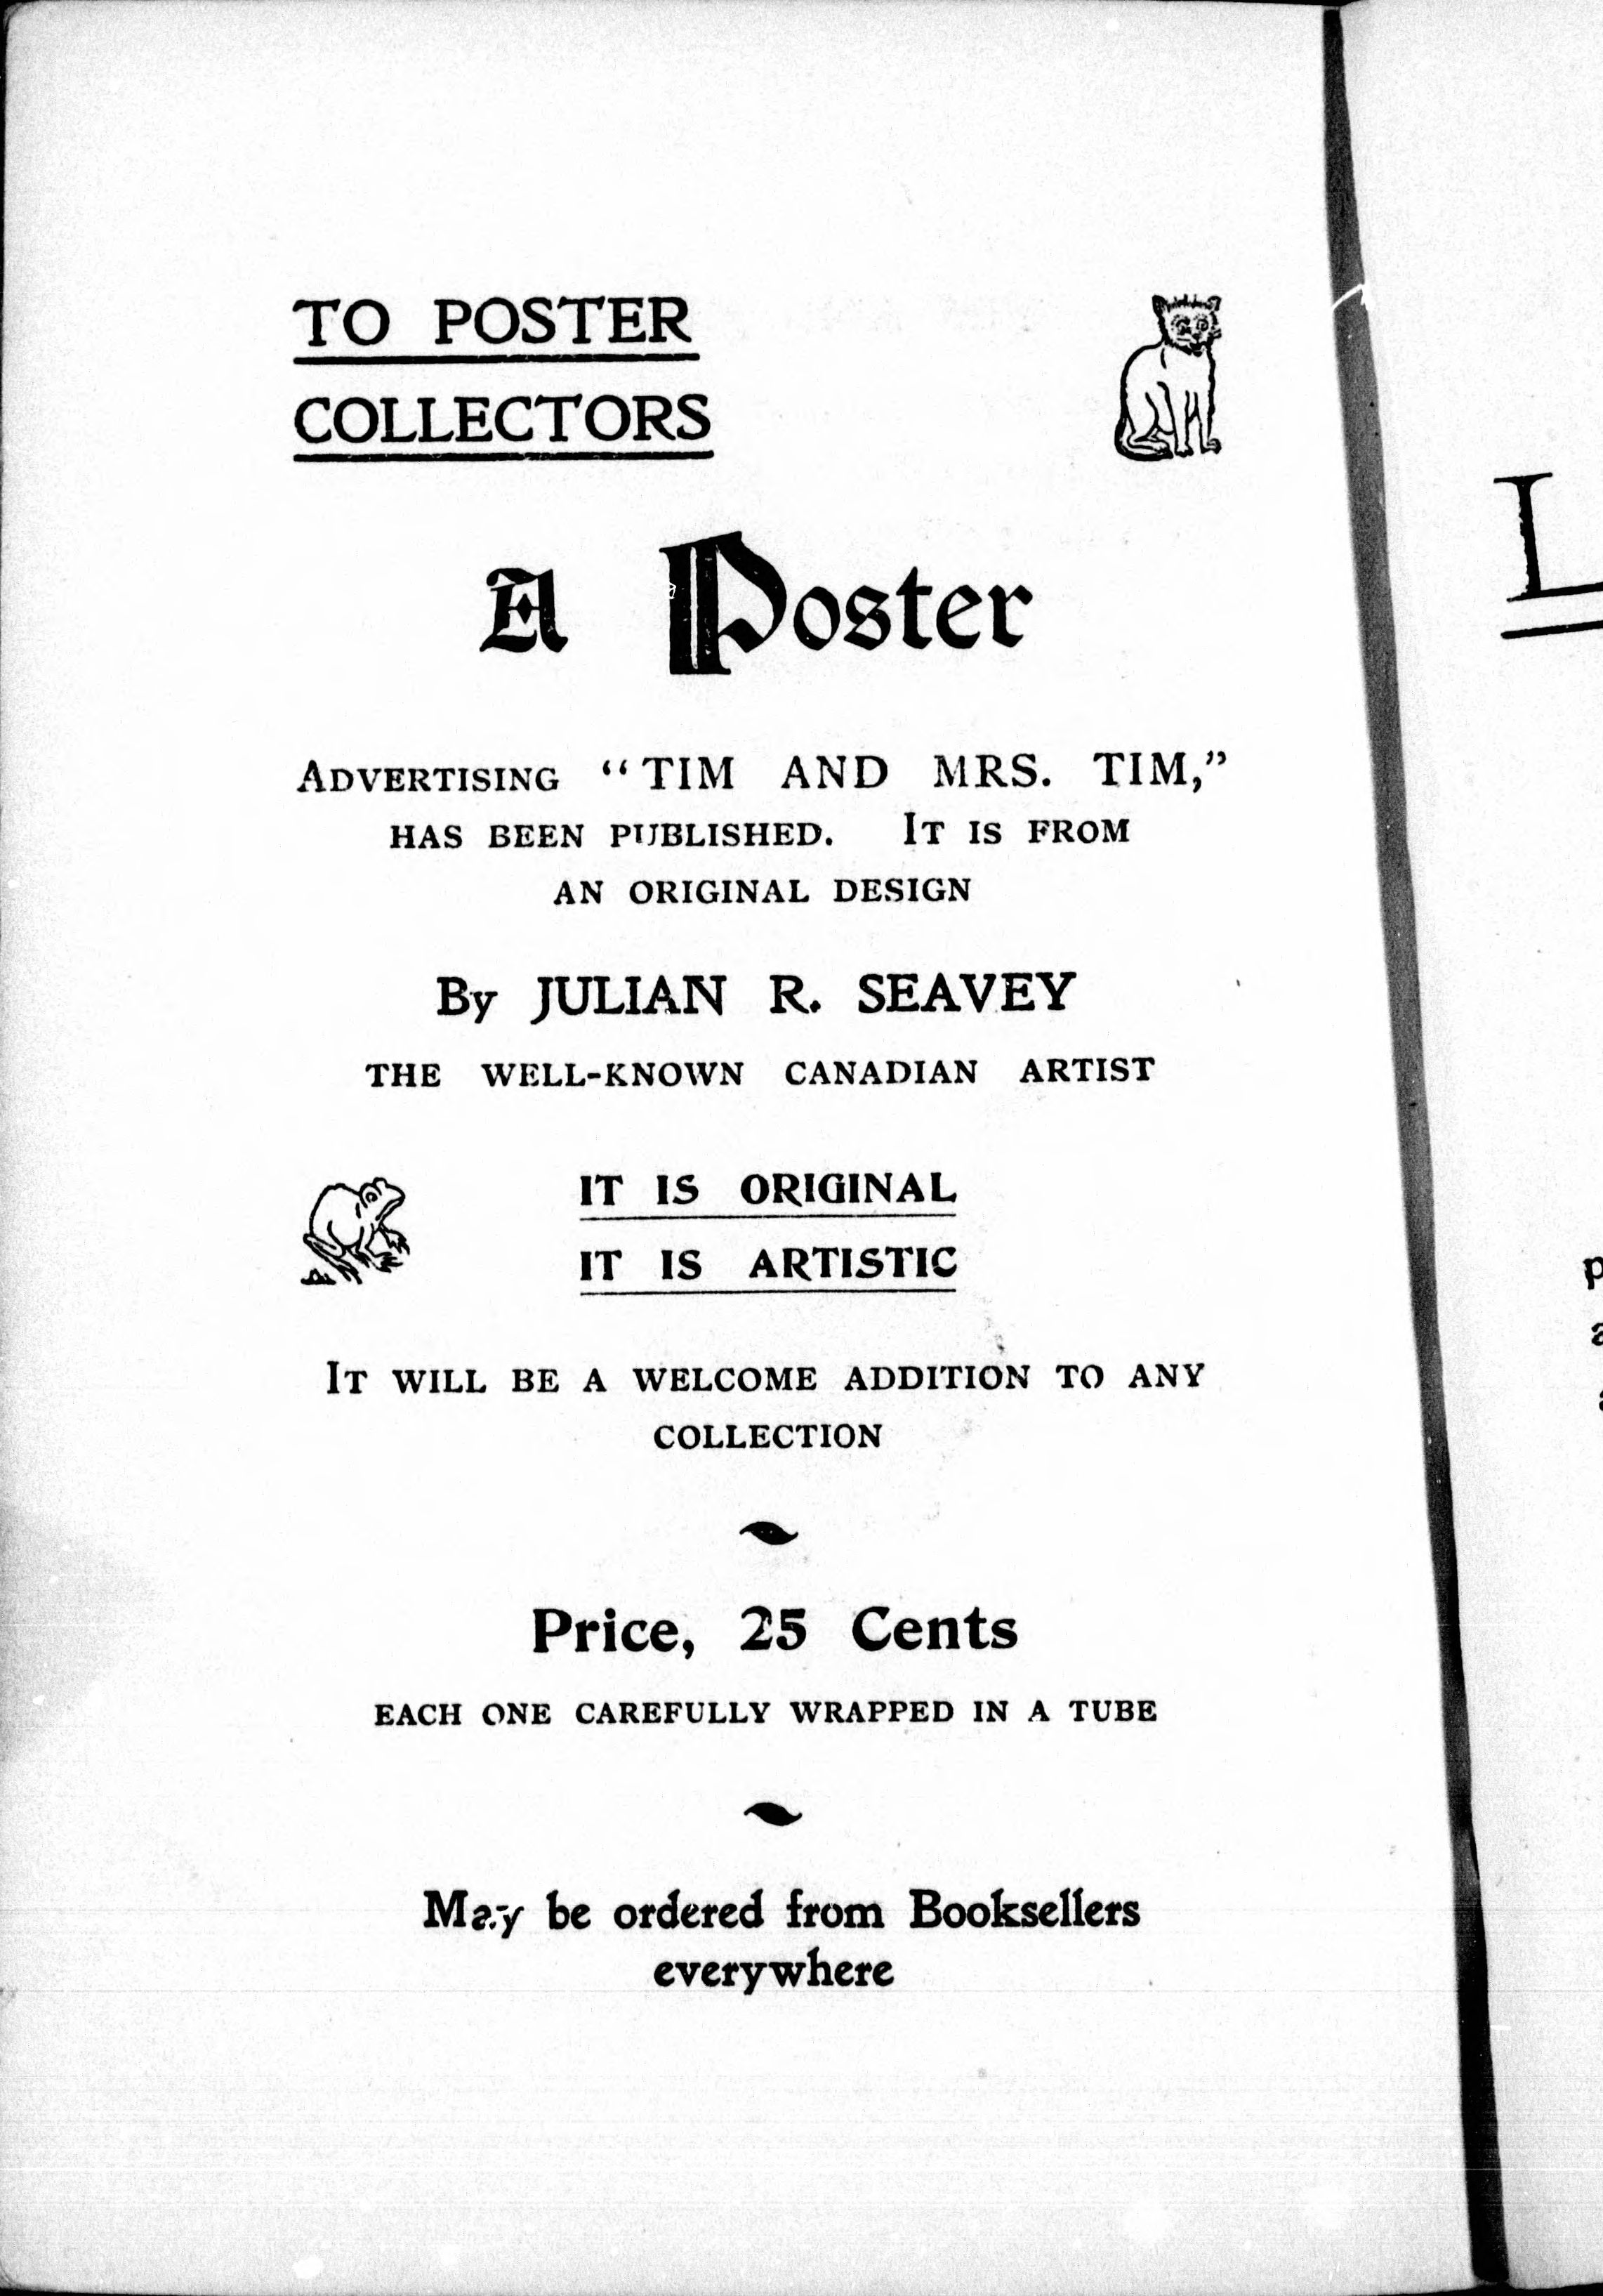 TO POSTER
COLLECTORS
A Poster
ADVERTISING "TIM AND MRS. TIM,"
HAS BEEN PUBLISHED. IT IS FROM
AN ORIGINAL DESIGN
By JULIAN R. SEAVEY
THE WELL-KNOWN CANADIAN ARTIST
IT IS ORIGINAL
IT IS ARTISTIC
IT WILL BE A WELCOME ADDITION TO ANY
COLLECTION
Price, 25 Cents
EACH ONE CAREFULLY WRAPPED IN A TUBE
May be ordered from Booksellers
everywhere